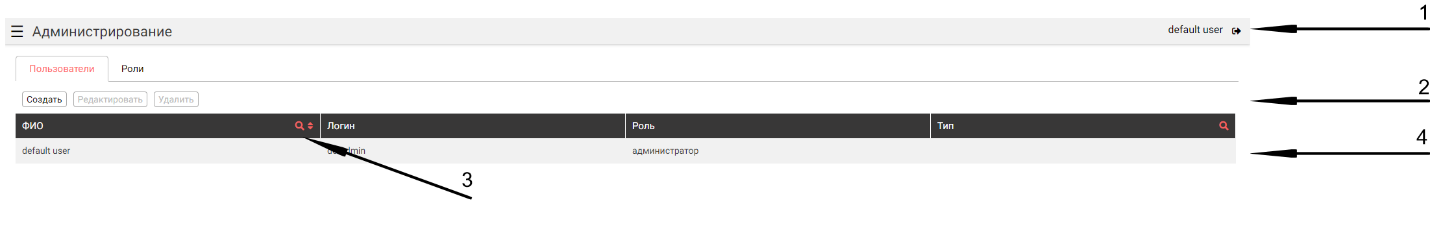 1
Администрирование default user
Пользователи Роли
2
Создать Редактировать Удалить
ФИО Логин Роль Тип
4
default user администратор
3